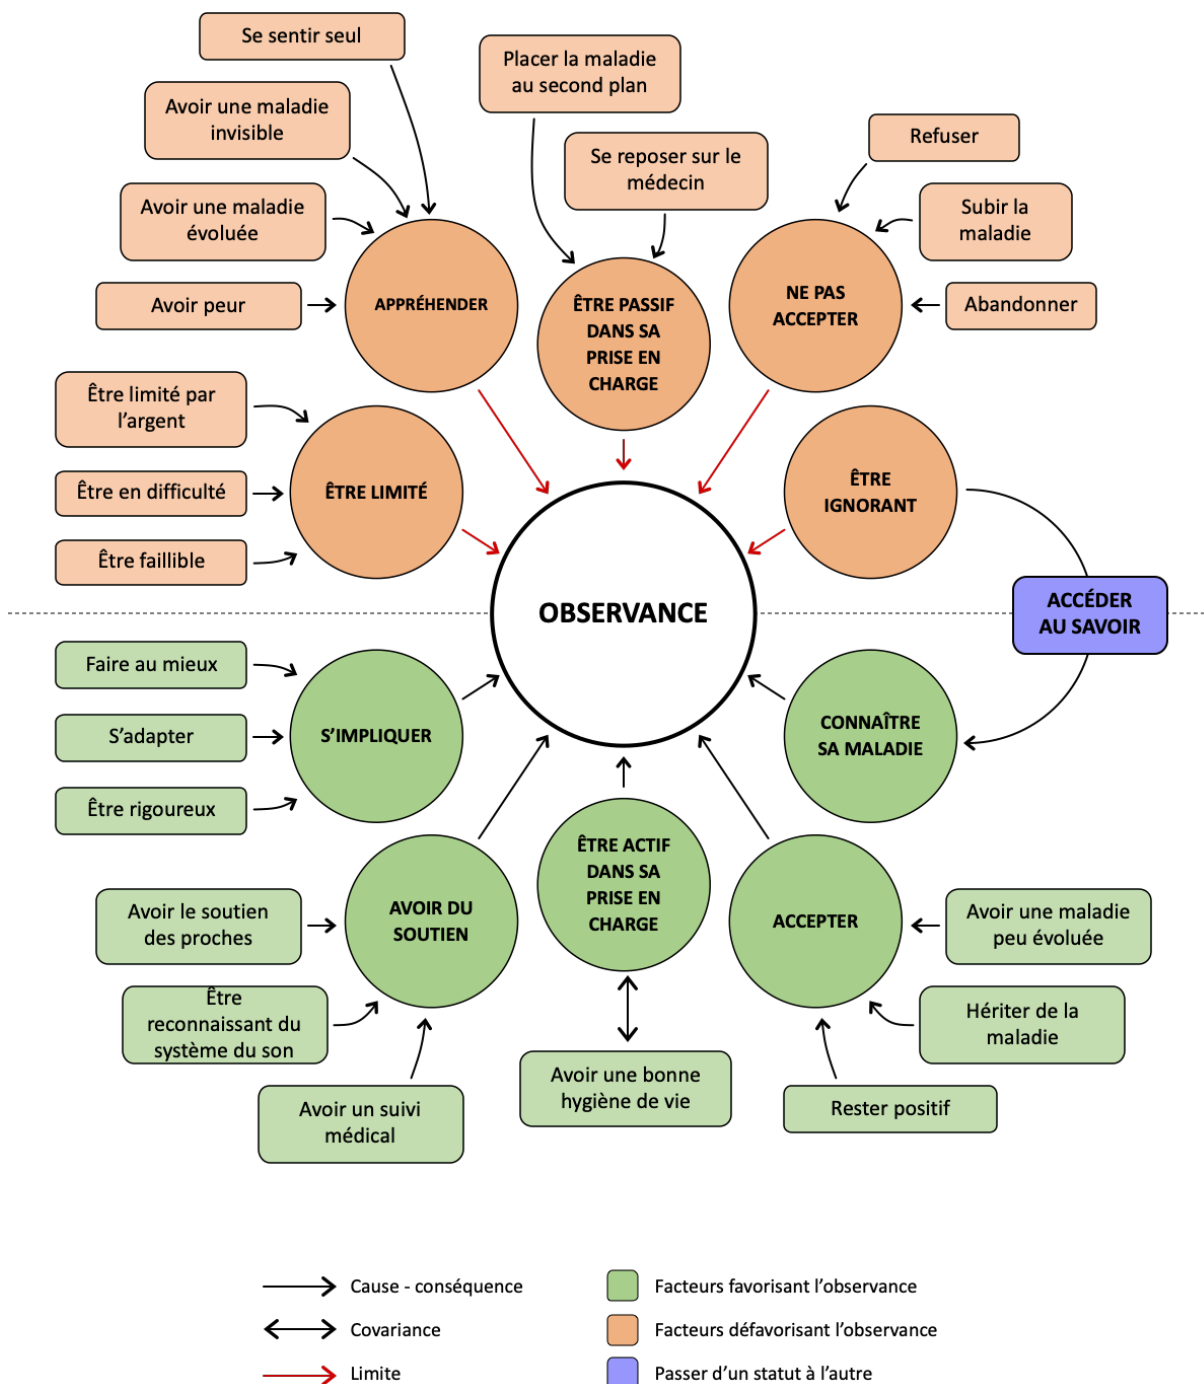 Se sentir seul
Placer la maladie
au second plan
Avoir une maladie
invisible
Refuser
Se reposer sur le
médecin
Avoir une maladie
évoluée
Subir la
maladie
Avoir peur
APPRÉHENDER
ÊTRE PASSIF
DANS SA
PRISE EN
CHARGE
NE PAS
ACCEPTER
Abandonner
Être limité par
l’argent
Être en difficulté
Être faillible
ÊTRE LIMITÉ
ÊTRE
IGNORANT
OBSERVANCE
ACCÉDER
AU SAVOIR
Faire au mieux
S’adapter
Être rigoureux
S’IMPLIQUER
CONNAÎTRE
SA MALADIE
AVOIR DU
SOUTIEN
ÊTRE ACTIF
DANS SA
PRISE EN
CHARGE
ACCEPTER
Avoir le soutien
des proches
Avoir une maladie
peu évoluée
Être
reconnaissant du
système du son
Hériter de la
maladie
Avoir un suivi
médical
Avoir une bonne
hygiène de vie
Rester positif
Cause - conséquence
Facteurs favorisant l’observance
Covariance
Facteurs défavorisant l’observance
Limite
Passer d’un statut à l’autre